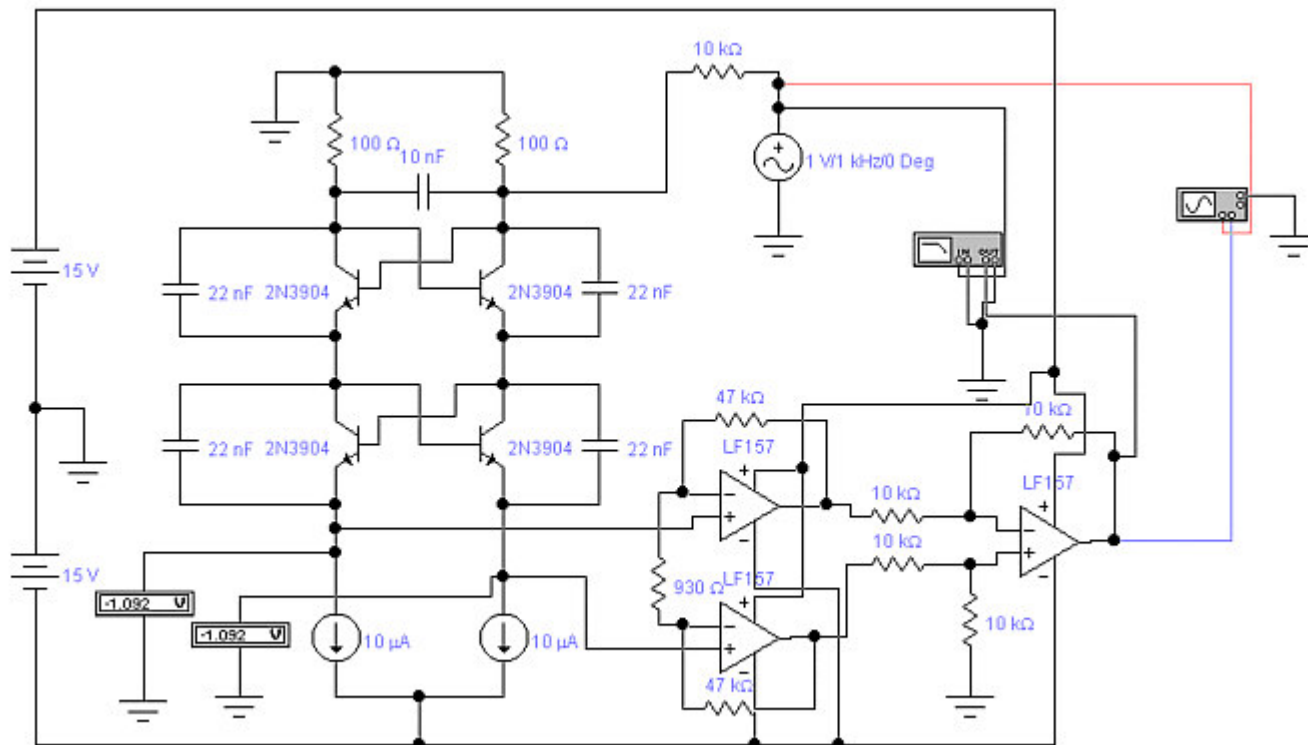 10 kΩ
100 Ω
10 nF
100 Ω
1 V/1 kHz/0 Deg
IN OUT
15 V
22 nF
2N3904
2N3904
22 nF
47 kΩ
10 kΩ
22 nF
2N3904
2N3904
22 nF
LF157
LF157
10 kΩ
10 kΩ
15 V
930 Ω
LF157
-1.092 V
-1.092 V
10 µA
10 µA
10 kΩ
47 kΩ